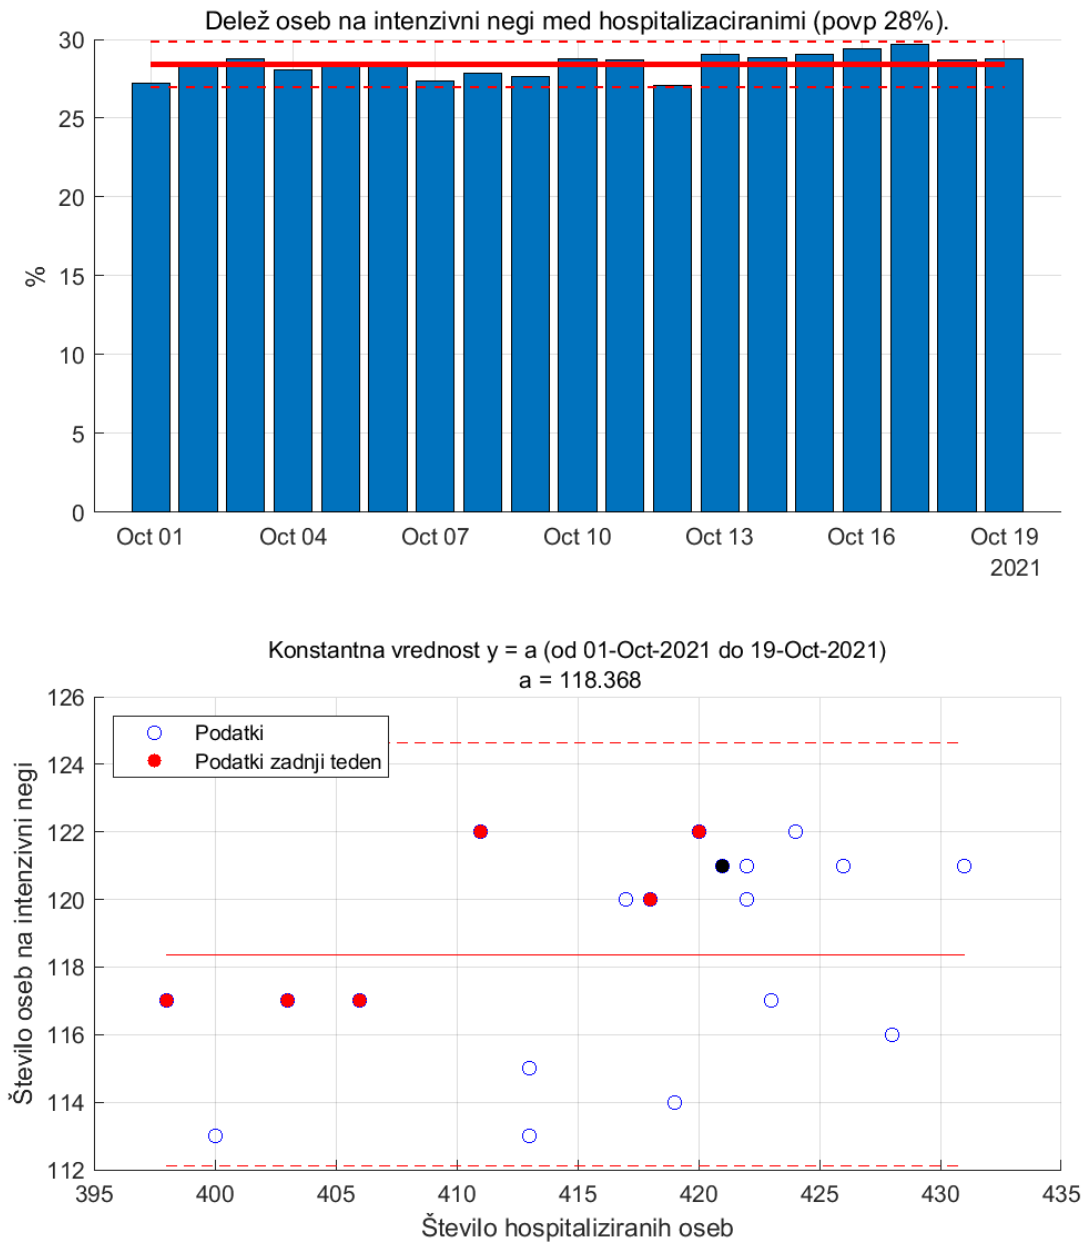 Delež oseb na intenzivni negi med hospitalizaciranimi (povp 28%).
30
25
20
15
10
5
0
%
Oct 01 Oct 04 Oct 07 Oct 10 Oct 13 Oct 16 Oct 19
2021
Konstantna vrednost y = a (od 01-Oct-2021 do 19-Oct-2021)
a = 118.368
126
124
122
120
118
116
114
112
Število oseb na intenzivni negi
Podatki
Podatki zadnji teden
395 400 405 410 415 420 425 430 435
Število hospitaliziranih oseb